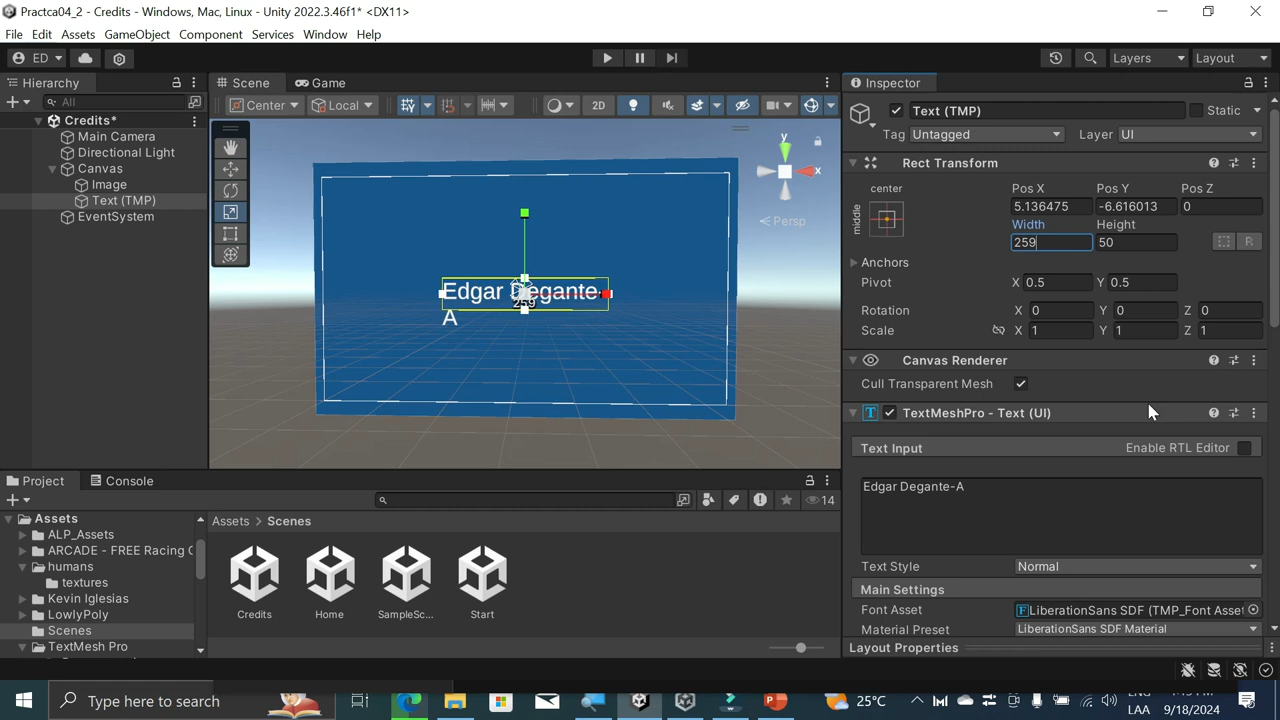 Practca04_2 - Credits - Windows, Mac, Linux - Unity 2022.3.46f1* <DX11>
File Edit Assets GameObject Component Services Window Help
ED Layers Layout
Hierarchy Scene Game Inspector
All Center Local 2D
Credits*
Main Camera
Directional Light
Canvas
Image
Text (TMP)
EventSystem
y
x
Persp
Edgar Degante-
259
A
Text (TMP) Static
Tag Untagged Layer UI
Rect Transform
center Pos X Pos Y Pos Z
middle 5.136475 -6.616013 0
Width Height
259 50 R
Anchors
Pivot X 0.5 Y 0.5
Rotation X 0 Y 0 Z 0
Scale X 1 Y 1 Z 1
Canvas Renderer
Cull Transparent Mesh
TextMeshPro - Text (UI)
Text Input Enable RTL Editor
Edgar Degante-A
Text Style Normal
Main Settings
Font Asset LiberationSans SDF (TMP_Font Asset
Material Preset LiberationSans SDF Material
Layout Properties
Project Console
14
Assets > Scenes
Assets
ALP_Assets
ARCADE - FREE Racing C
humans
textures
Kevin Iglesias
LowlyPoly
Scenes
TextMesh Pro
Credits Home SampleSc... Start
Type here to search
25°C
LAA 9/18/2024